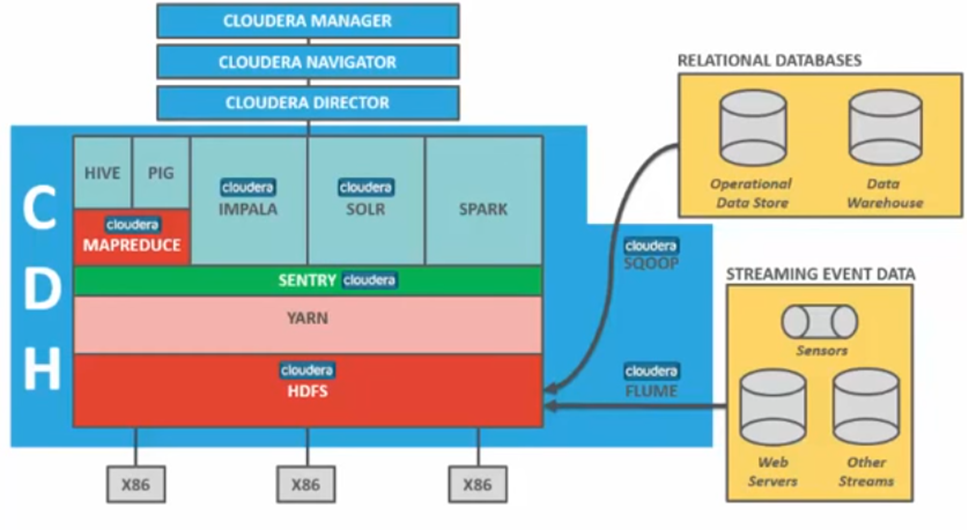 CLOUDERA MANAGER
CLOUDERA NAVIGATOR
CLOUDERA DIRECTOR
RELATIONAL DATABASES
Operational
Data Store
Data
Warehouse
C
D
H
HIVE
PIG
cloudera
MAPREDUCE
cloudera
IMPALA
cloudera
SOLR
SPARK
SENTRY cloudera
YARN
cloudera
HDFS
cloudera
SQOOP
cloudera
FLUME
STREAMING EVENT DATA
Sensors
Web
Servers
Other
Streams
X86
X86
X86